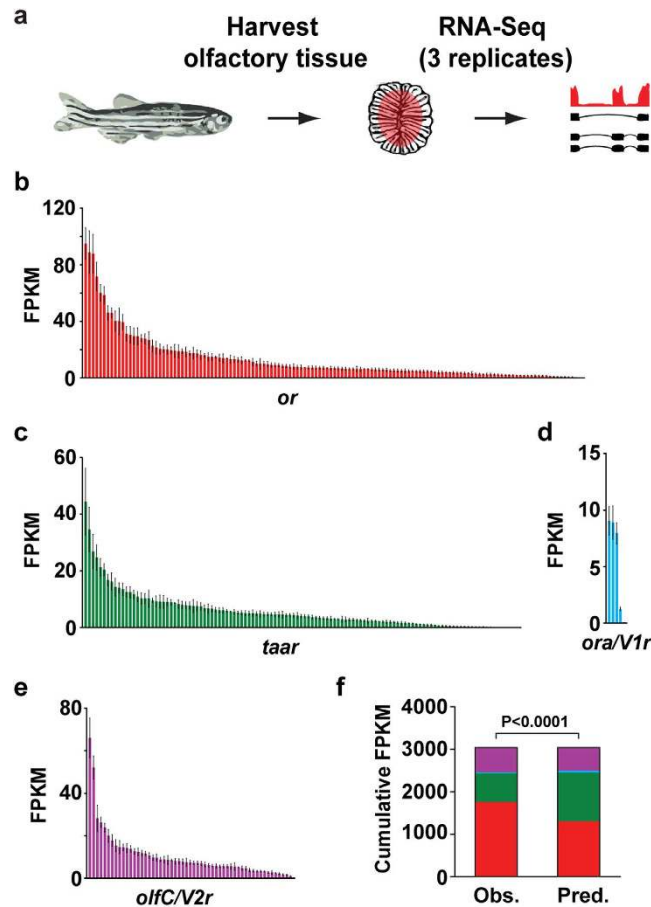 a
Harvest
olfactory tissue
RNA-Seq
(3 replicates)
b
120
80
40
0
FPKM
or
c
60
40
20
0
FPKM
taar
d
15
10
5
0
FPKM
ora/V1r
e
80
40
0
FPKM
olfC/V2r
f
4000
3000
2000
1000
0
Cumulative FPKM
P<0.0001
Obs.
Pred.